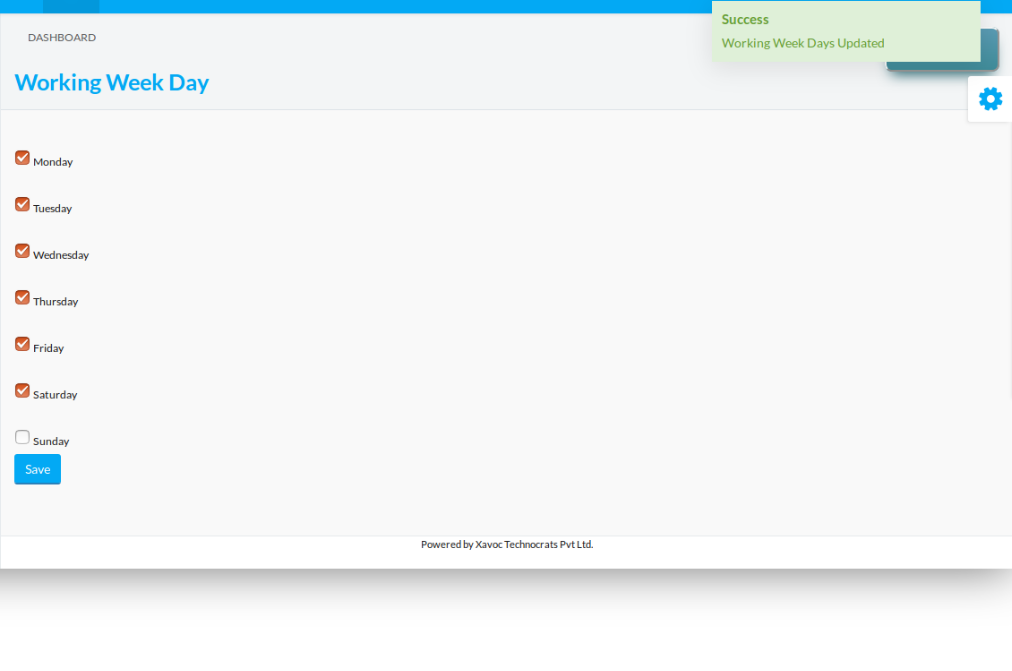 Success
Working Week Days Updated
DASHBOARD
Working Week Day
Monday
Tuesday
Wednesday
Thursday
Friday
Saturday
Sunday
Save
Powered by Xavoc Technocrats Pvt Ltd.